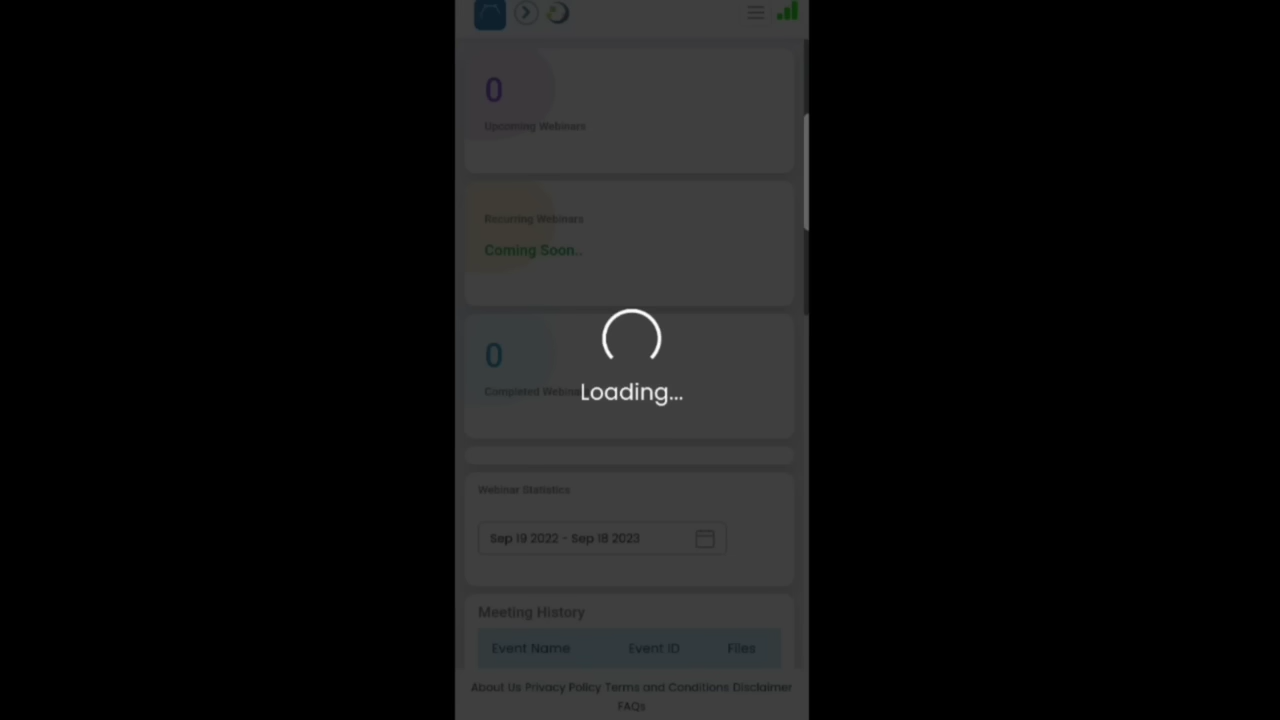 0
Upcoming Webinars
Recurring Webinars
Coming Soon..
0
Completed Webinars
Loading...
Webinar Statistics
Sep 19 2022 - Sep 18 2023
Meeting History
Event Name Event ID Files
About Us Privacy Policy Terms and Conditions Disclaimer
FAQs